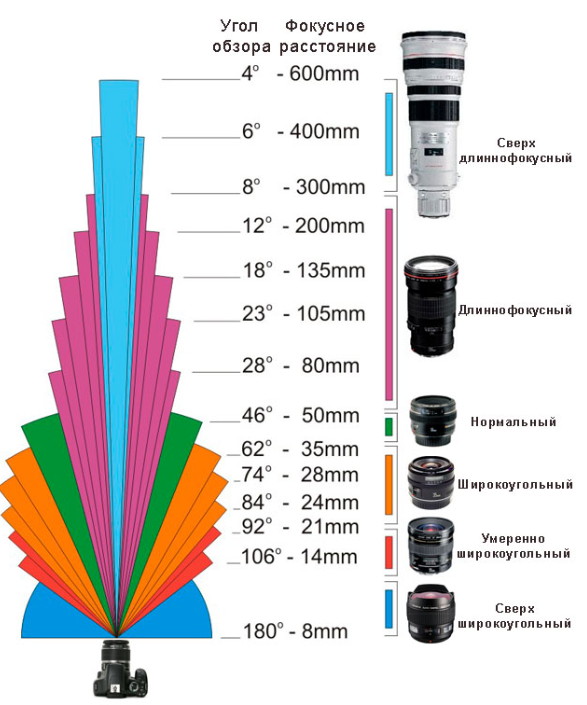 Угол Фокусное
обзора расстояние
4° - 600mm
6° - 400mm
Сверх
длиннофокусный
8° - 300mm
12° - 200mm
18° - 135mm
23° - 105mm
Длиннофокусный
28° - 80mm
46° - 50mm
Нормальный
62° - 35mm
74° - 28mm
Широкоугольный
84° - 24mm
92° - 21mm
Умеренно
широкоугольный
106° - 14mm
Сверх
широкоугольный
180° - 8mm